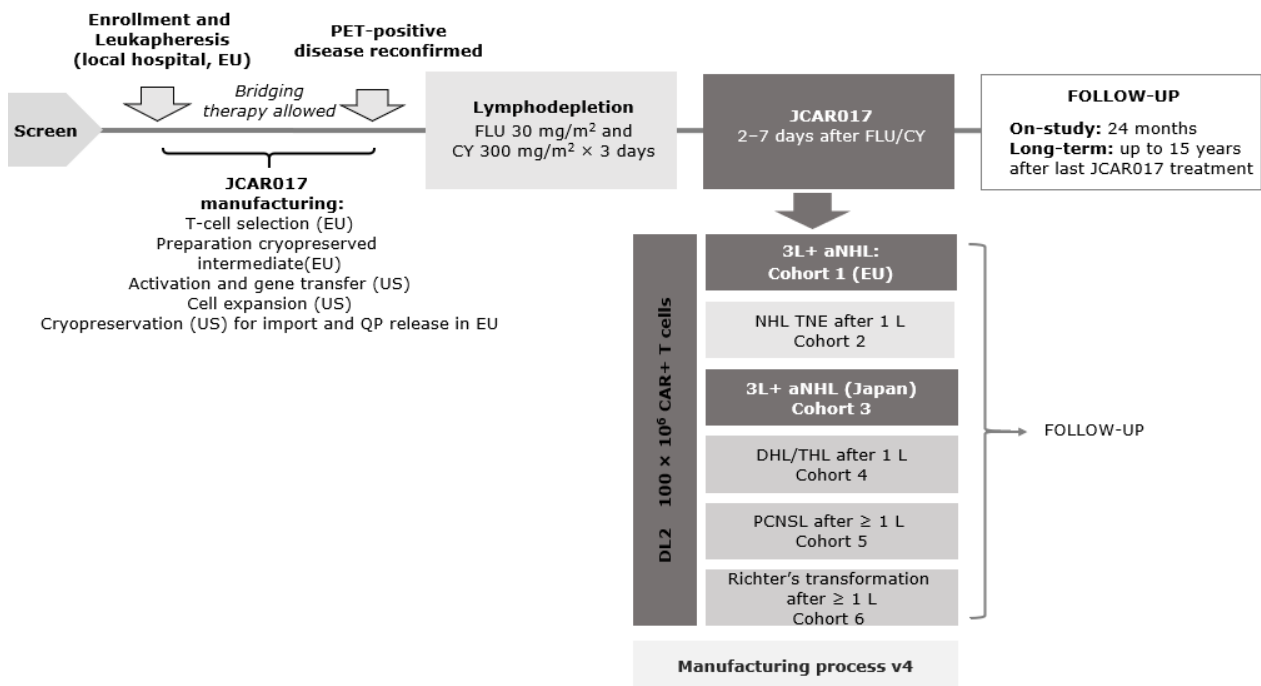 Enrollment and
Leukapheresis
(local hospital, EU)
PET-positive
disease reconfirmed
Bridging
therapy allowed
Screen
Lymphodepletion
FLU 30 mg/m² and
CY 300 mg/m² × 3 days
JCAR017
2–7 days after FLU/CY
FOLLOW-UP
On-study: 24 months
Long-term: up to 15 years
after last JCAR017 treatment
JCAR017
manufacturing:
T-cell selection (EU)
Preparation cryopreserved
intermediate(EU)
Activation and gene transfer (US)
Cell expansion (US)
Cryopreservation (US) for import and QP release in EU
DL2 100 × 10⁶ CAR+ T cells
3L+ aNHL:
Cohort 1 (EU)
NHL TNE after 1 L
Cohort 2
3L+ aNHL (Japan)
Cohort 3
DHL/THL after 1 L
Cohort 4
PCNSL after ≥ 1 L
Cohort 5
Richter's transformation
after ≥ 1 L
Cohort 6
FOLLOW-UP
Manufacturing process v4